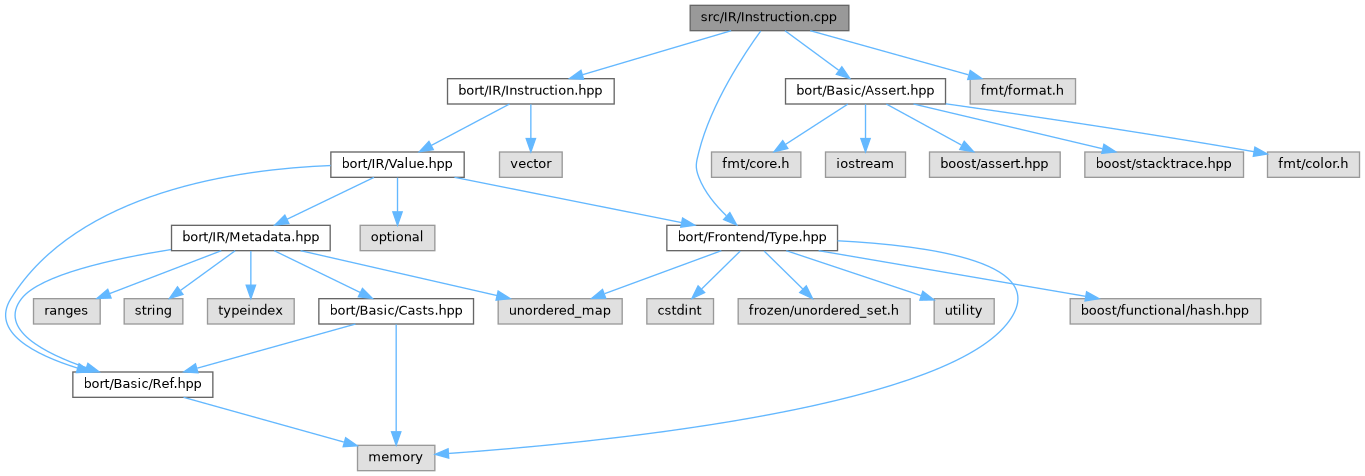 src/IR/Instruction.cpp
bort/IR/Instruction.hpp
bort/Basic/Assert.hpp
fmt/format.h
bort/IR/Value.hpp
vector
fmt/core.h
iostream
boost/assert.hpp
boost/stacktrace.hpp
fmt/color.h
bort/IR/Metadata.hpp
optional
bort/Frontend/Type.hpp
ranges
string
typeindex
bort/Basic/Casts.hpp
unordered_map
cstdint
frozen/unordered_set.h
utility
boost/functional/hash.hpp
bort/Basic/Ref.hpp
memory